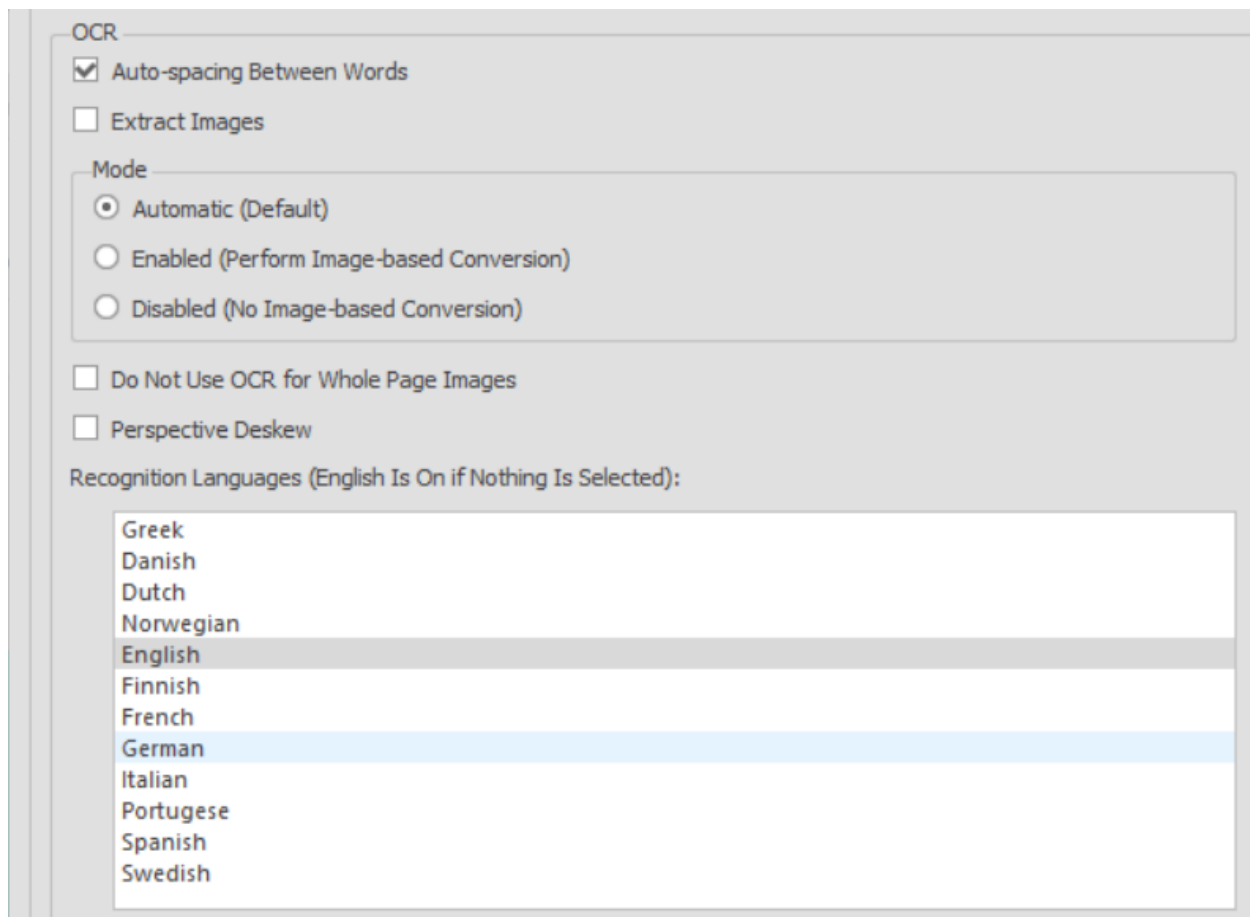 OCR
Auto-spacing Between Words
Extract Images
Mode
Automatic (Default)
Enabled (Perform Image-based Conversion)
Disabled (No Image-based Conversion)
Do Not Use OCR for Whole Page Images
Perspective Deskew
Recognition Languages (English Is On if Nothing Is Selected):
Greek
Danish
Dutch
Norwegian
English
Finnish
French
German
Italian
Portugese
Spanish
Swedish